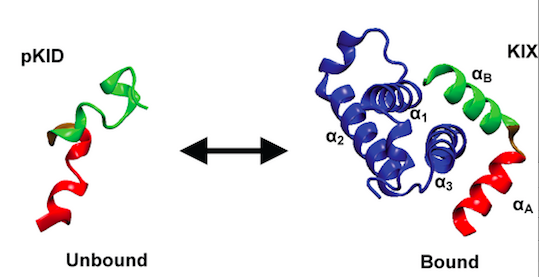 pKID
KIX
αB
α1
α2
α3
αA
Unbound
Bound